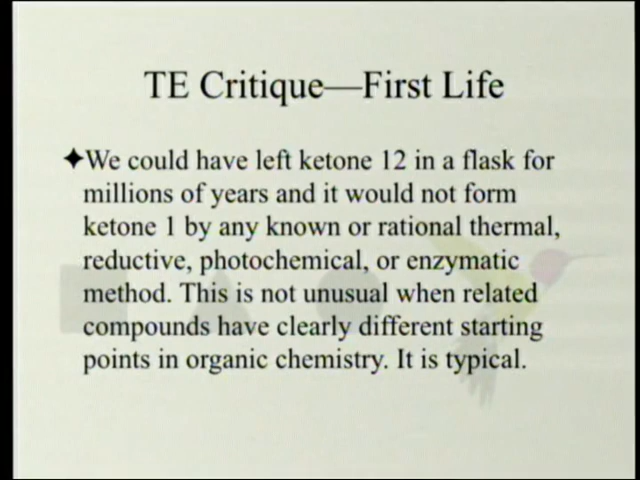 TE Critique—First Life
✦We could have left ketone 12 in a flask for
millions of years and it would not form
ketone 1 by any known or rational thermal,
reductive, photochemical, or enzymatic
method. This is not unusual when related
compounds have clearly different starting
points in organic chemistry. It is typical.